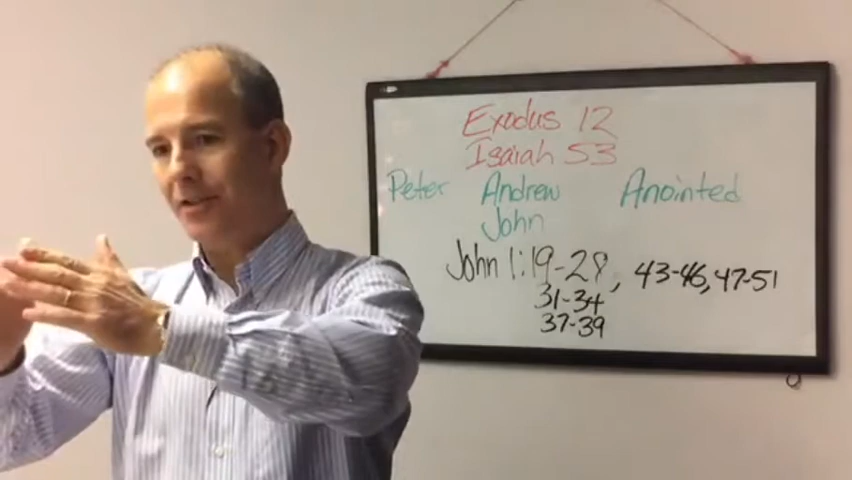 Exodus 12
Isaiah 53
Peter Andrew Anointed
John
John 1:19-28, 43-46, 47-51
31-34
37-39